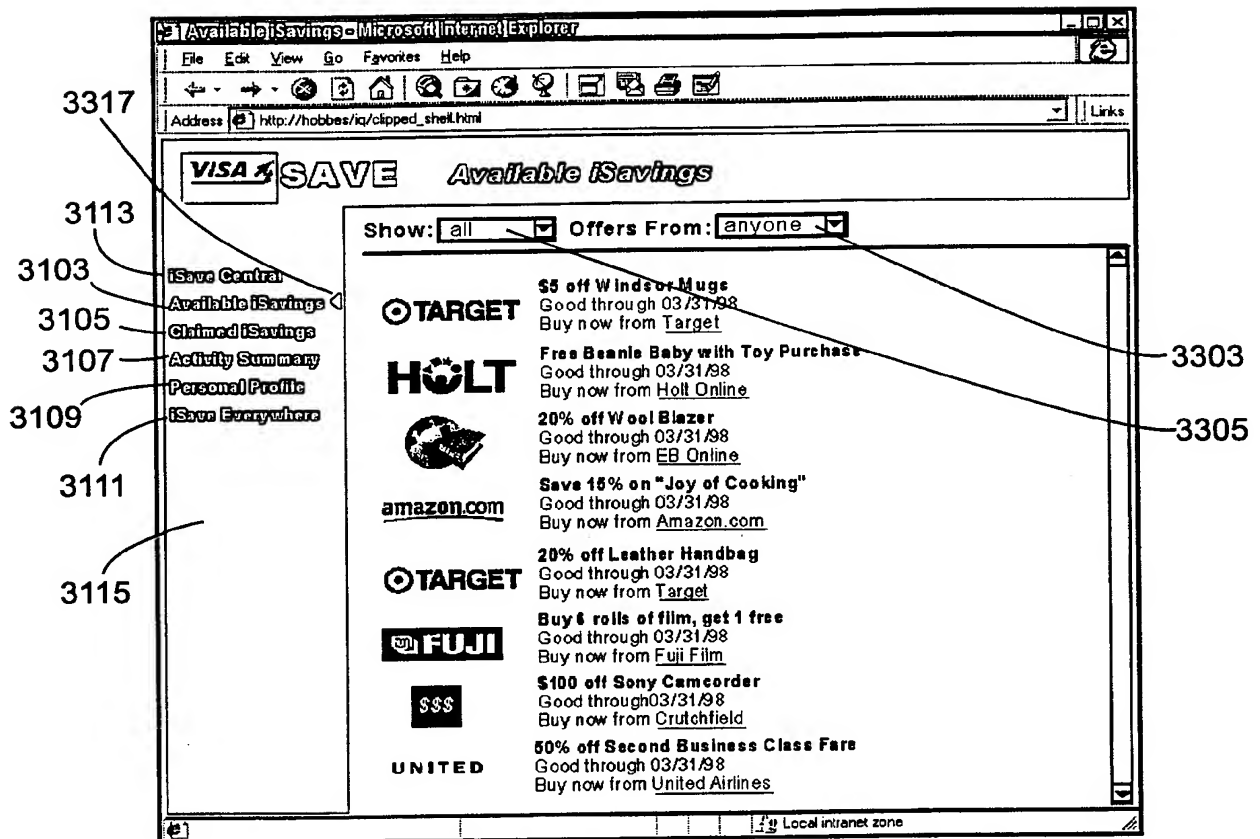 Available iSavings - Microsoft Internet Explorer
File Edit View Go Favorites Help
Address http://hobbes/iq/clipped_shell.html Links
VISA SAVE Available iSavings
Show: all Offers From: anyone
iSave Central
Available iSavings
Claimed iSavings
Activity Summary
Personal Profile
iSave Everywhere
TARGET
$5 off Windsor Mugs
Good through 03/31/98
Buy now from Target
HOLT
Free Beanie Baby with Toy Purchase
Good through 03/31/98
Buy now from Holt Online
20% off Wool Blazer
Good through 03/31/98
Buy now from EB Online
amazon.com
Save 15% on "Joy of Cooking"
Good through 03/31/98
Buy now from Amazon.com
TARGET
20% off Leather Handbag
Good through 03/31/98
Buy now from Target
FUJI
Buy 6 rolls of film, get 1 free
Good through 03/31/98
Buy now from Fuji Film
$$$
$100 off Sony Camcorder
Good through03/31/98
Buy now from Crutchfield
UNITED
50% off Second Business Class Fare
Good through 03/31/98
Buy now from United Airlines
Local intranet zone
3317
3113
3103
3105
3107
3109
3111
3115
3303
3305